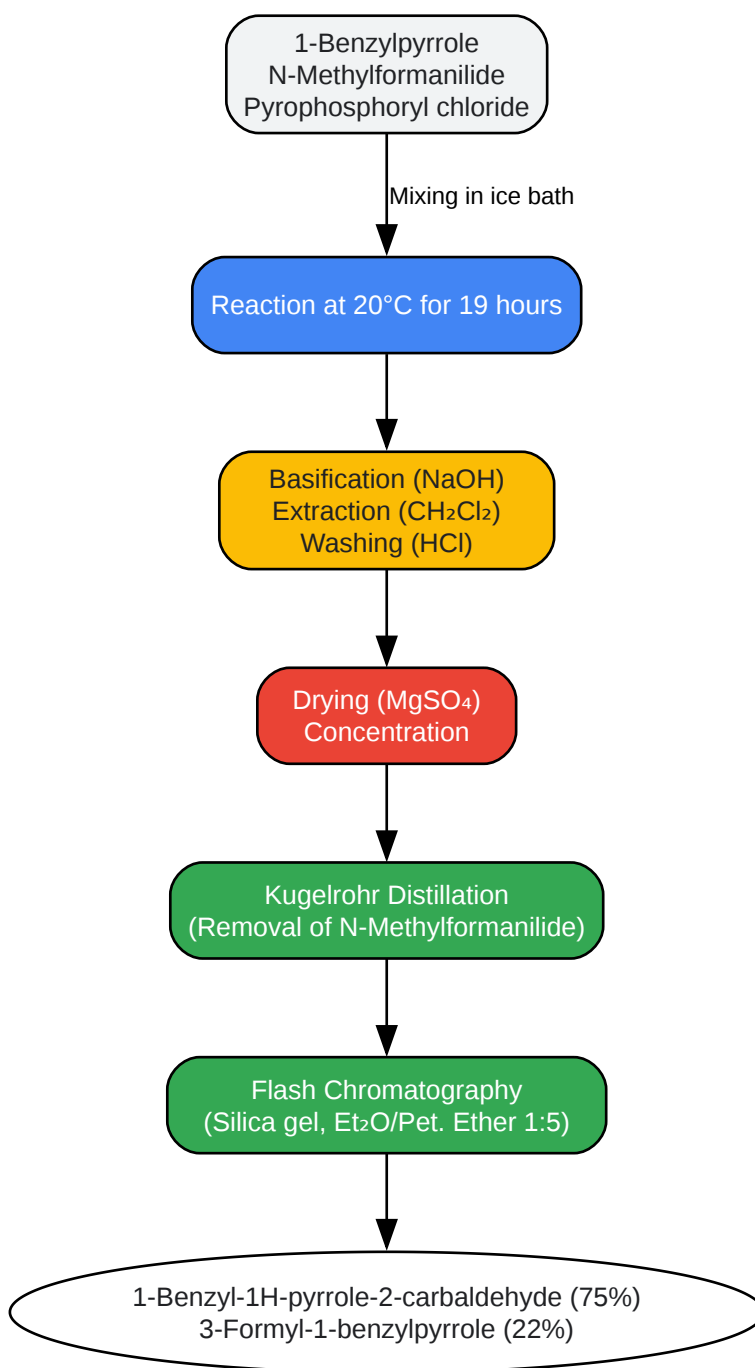 1-Benzylpyrrole
N-Methylformanilide
Pyrophosphoryl chloride
Mixing in ice bath
Reaction at 20°C for 19 hours
Basification (NaOH)
Extraction (CH₂Cl₂)
Washing (HCl)
Drying (MgSO₄)
Concentration
Kugelrohr Distillation
(Removal of N-Methylformanilide)
Flash Chromatography
(Silica gel, Et₂O/Pet. Ether 1:5)
1-Benzyl-1H-pyrrole-2-carbaldehyde (75%)
3-Formyl-1-benzylpyrrole (22%)